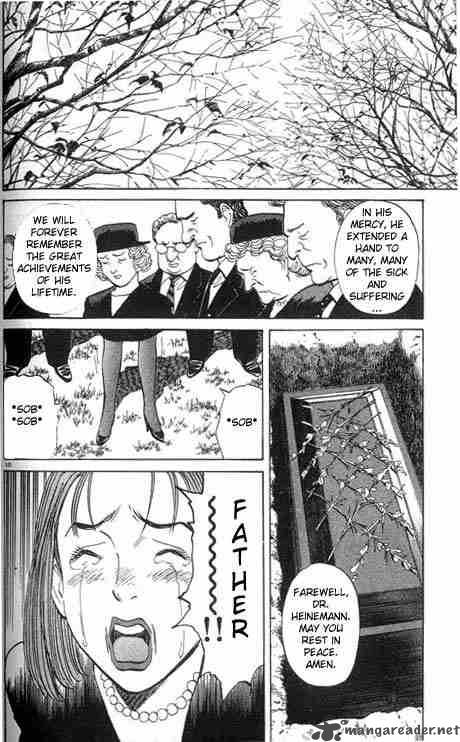 WE WILL
FOREVER
REMEMBER
THE GREAT
ACHIEVEMENTS
OF HIS
LIFETIME.
IN HIS
MERCY, HE
EXTENDED A
HAND TO
MANY, MANY
OF THE SICK
AND
SUFFERING
...
*SOB*
*SOB*
*SOB*
10
FATHER
!!
FAREWELL,
DR.
HEINEMANN.
MAY YOU
REST IN
PEACE.
AMEN.
mangareader.net